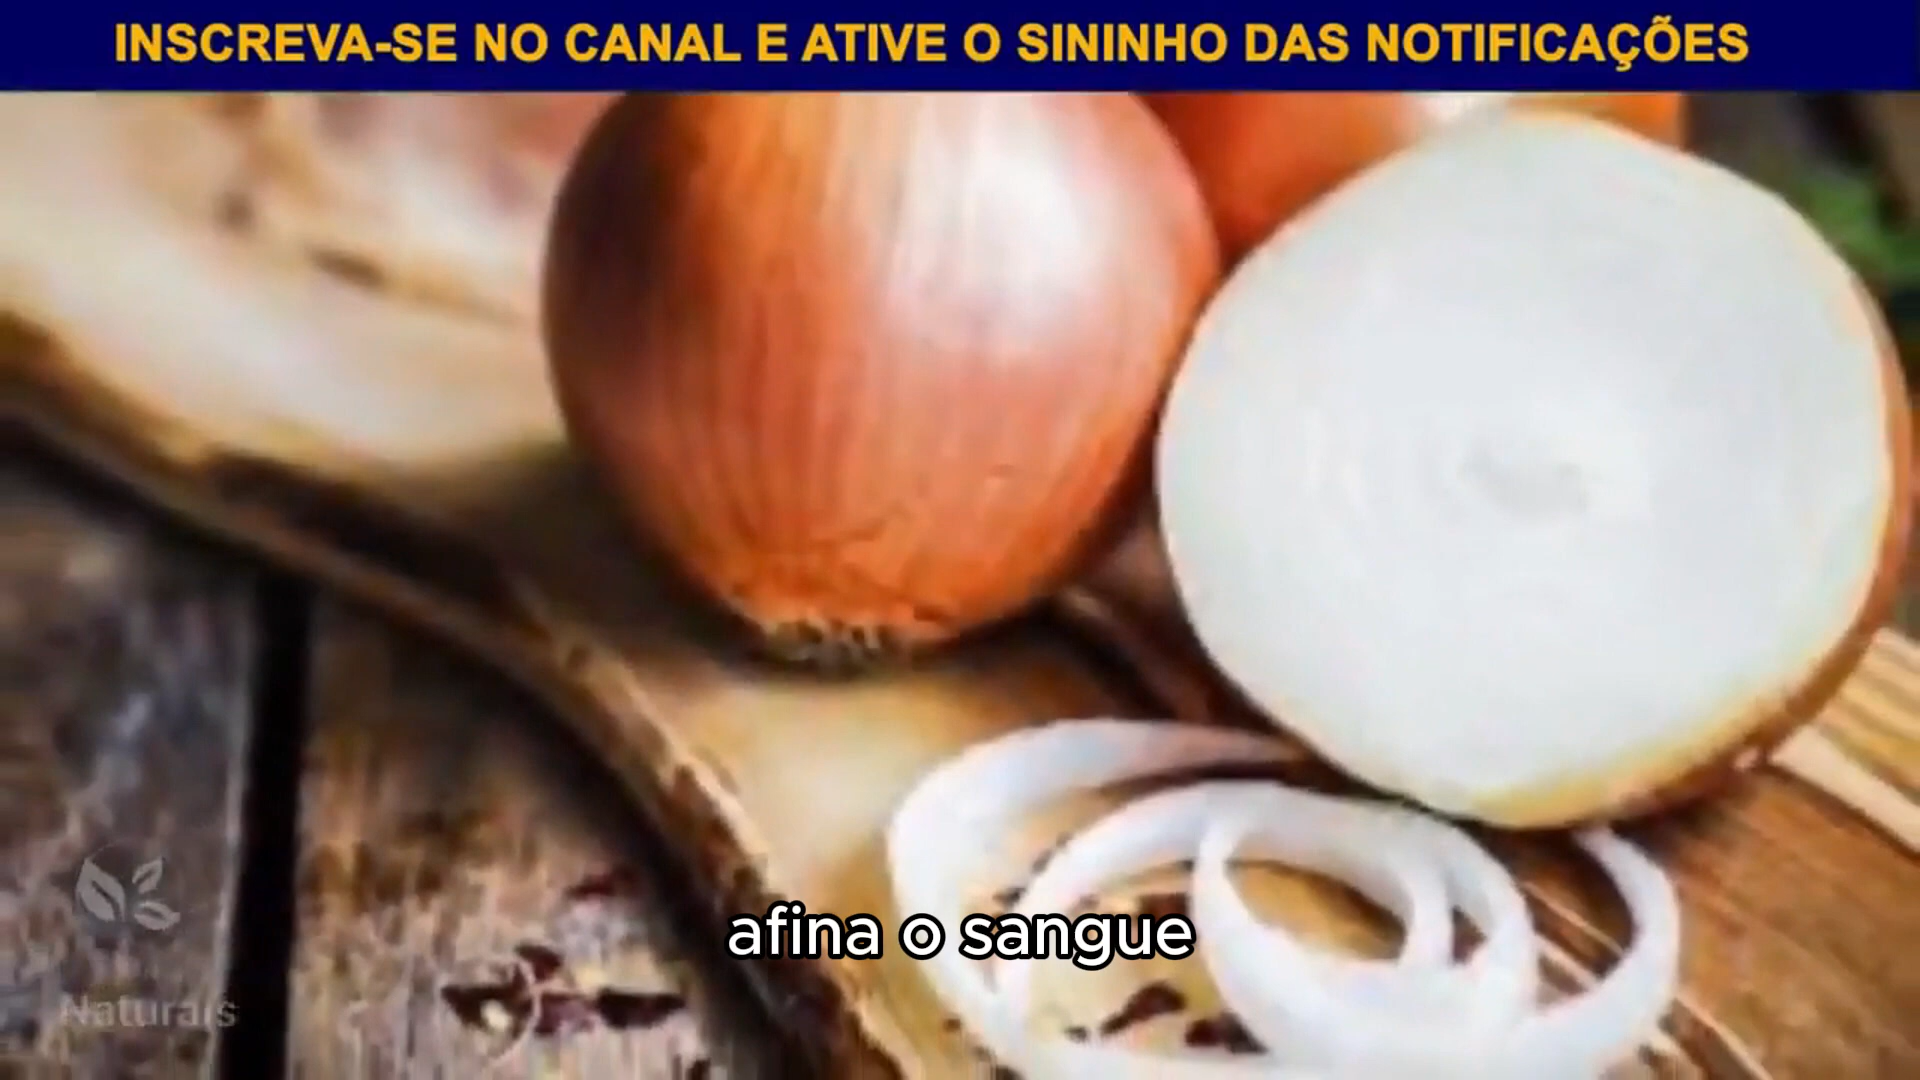 INSCREVA-SE NO CANAL E ATIVE O SININHO DAS NOTIFICAÇÕES
afina o sangue
Naturais